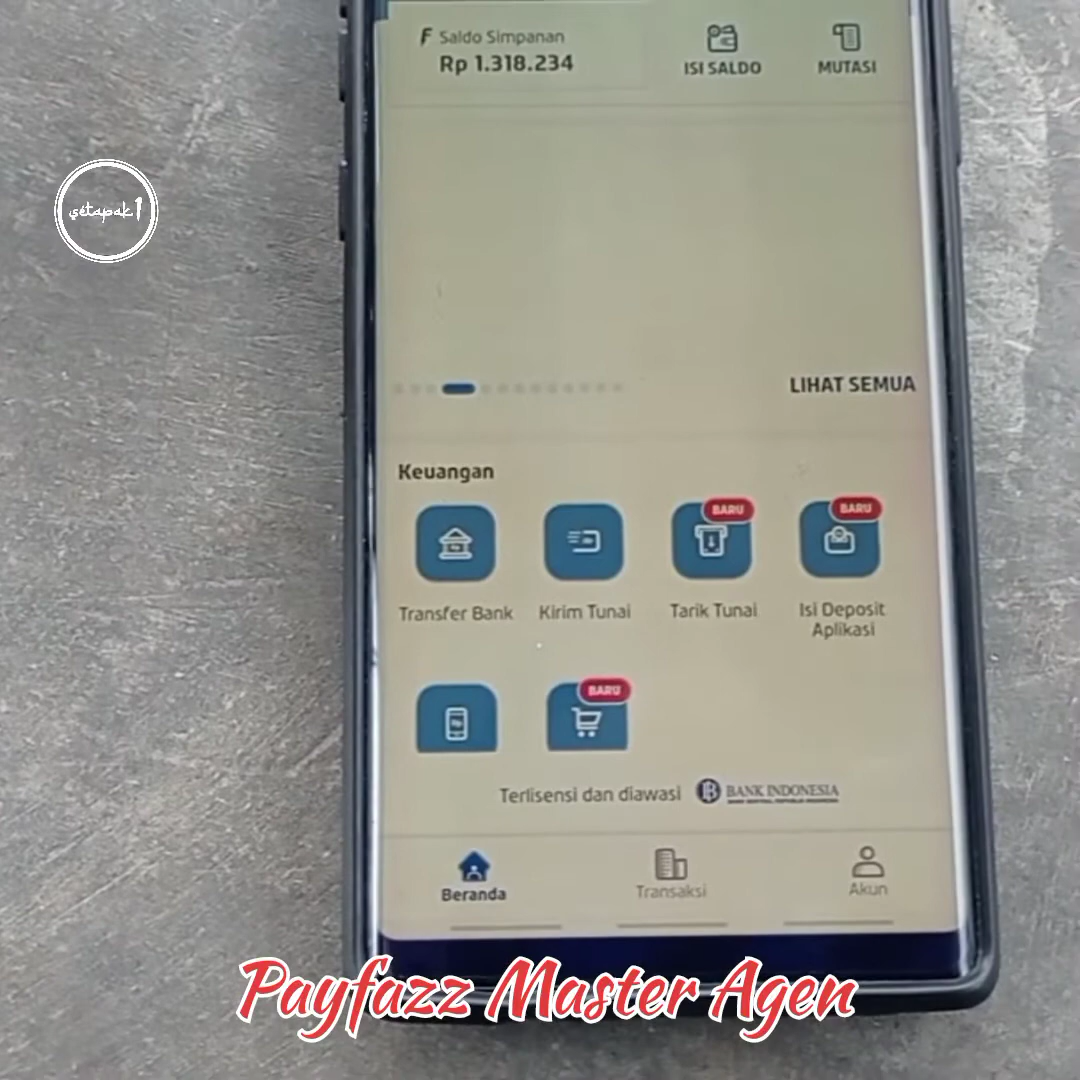 Saldo Simpanan
Rp 1.318.234
ISI SALDO
MUTASI
setapak1
LIHAT SEMUA
Keuangan
BARU
BARU
Transfer Bank
Kirim Tunai
Tarik Tunai
Isi Deposit
Aplikasi
BARU
Terlisensi dan diawasi
BANK INDONESIA
Beranda
Transaksi
Akun
Payfazz Master Agen